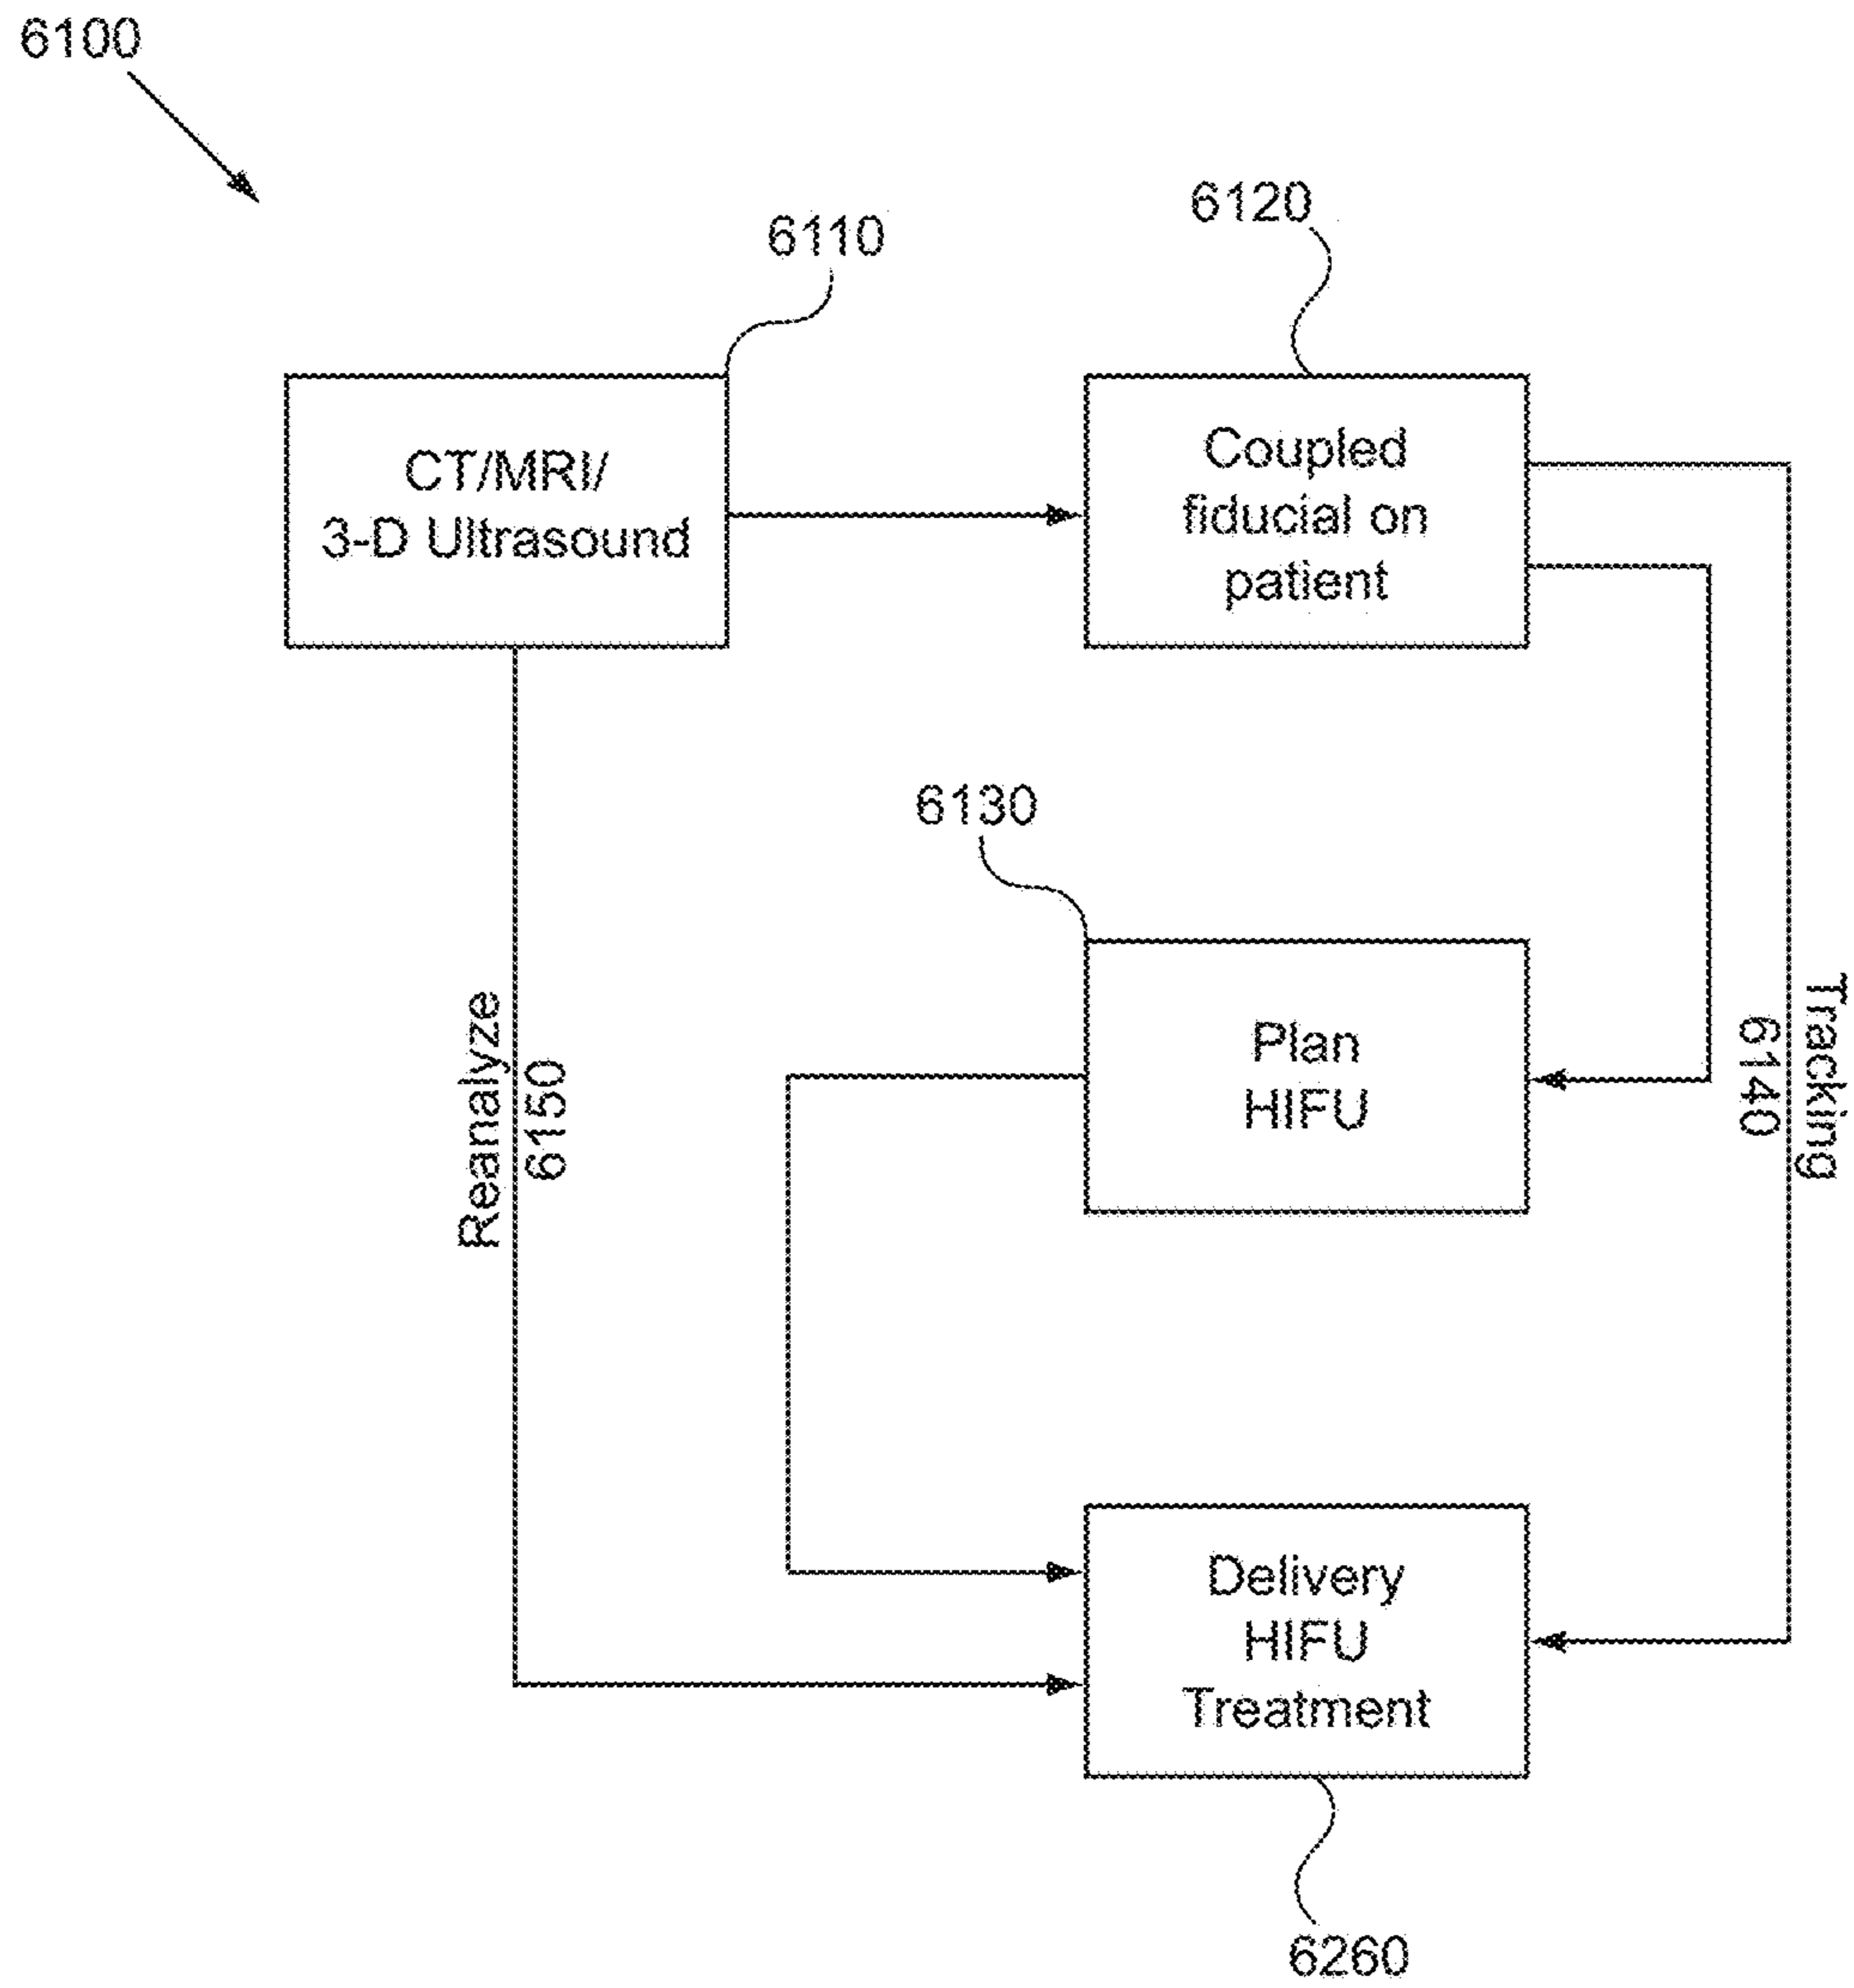 6100
6110
6120
CT/MRI/
3-D Ultrasound
Coupled
fiducial on
patient
6130
Plan
HIFU
Tracking
6140
Reanalyze
6150
Delivery
HIFU
Treatment
6260